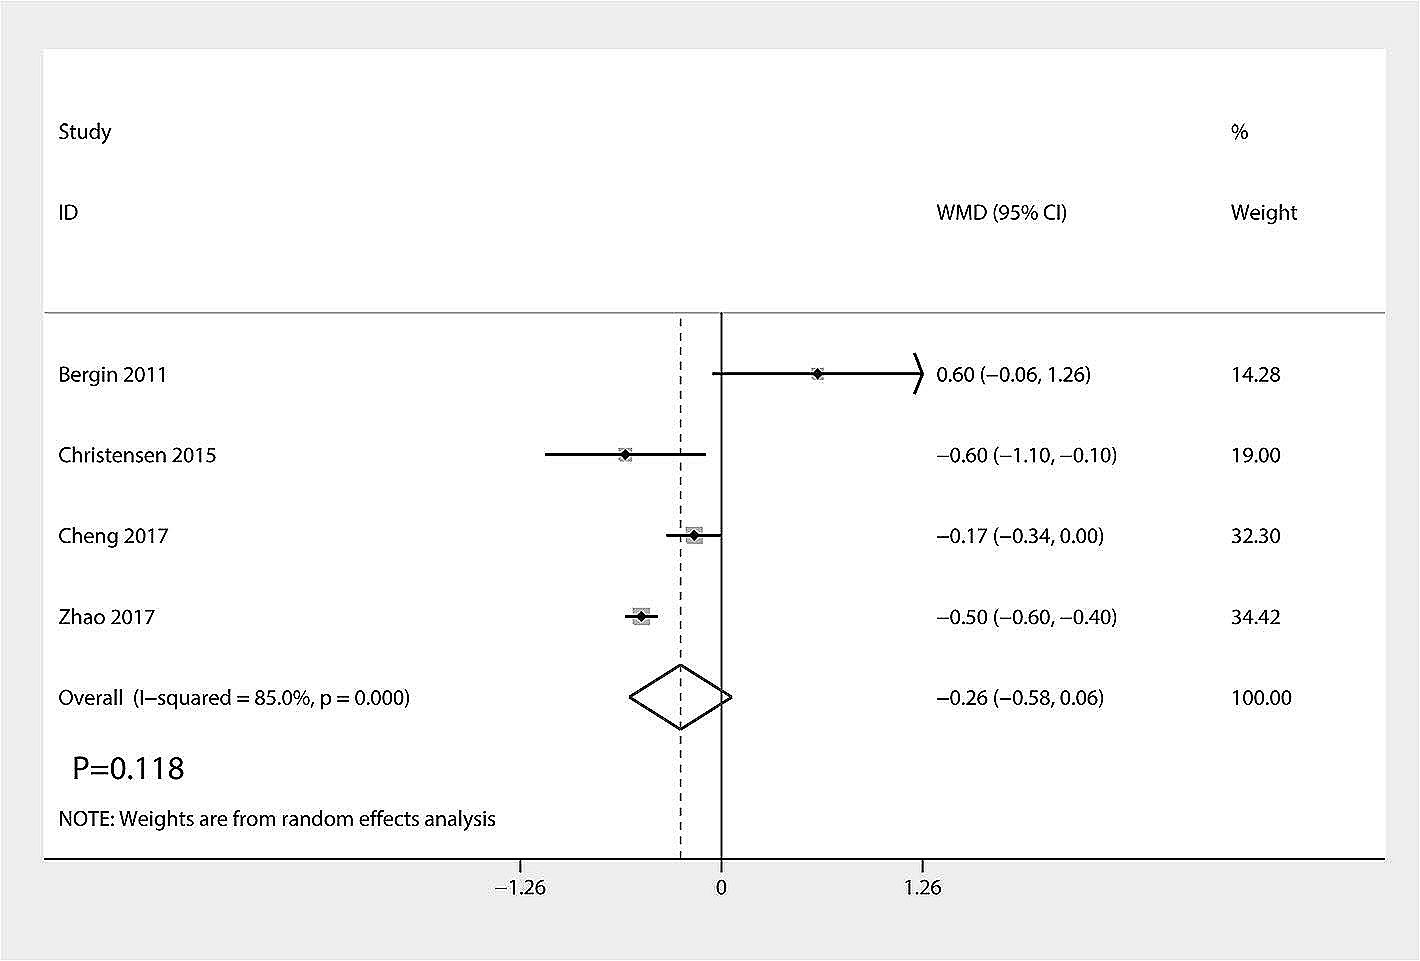 Study %
ID WMD (95% CI) Weight
Bergin 2011 0.60 (−0.06, 1.26) 14.28
Christensen 2015 −0.60 (−1.10, −0.10) 19.00
Cheng 2017 −0.17 (−0.34, 0.00) 32.30
Zhao 2017 −0.50 (−0.60, −0.40) 34.42
Overall (I−squared = 85.0%, p = 0.000) −0.26 (−0.58, 0.06) 100.00
P=0.118
NOTE: Weights are from random effects analysis
−1.26 0 1.26